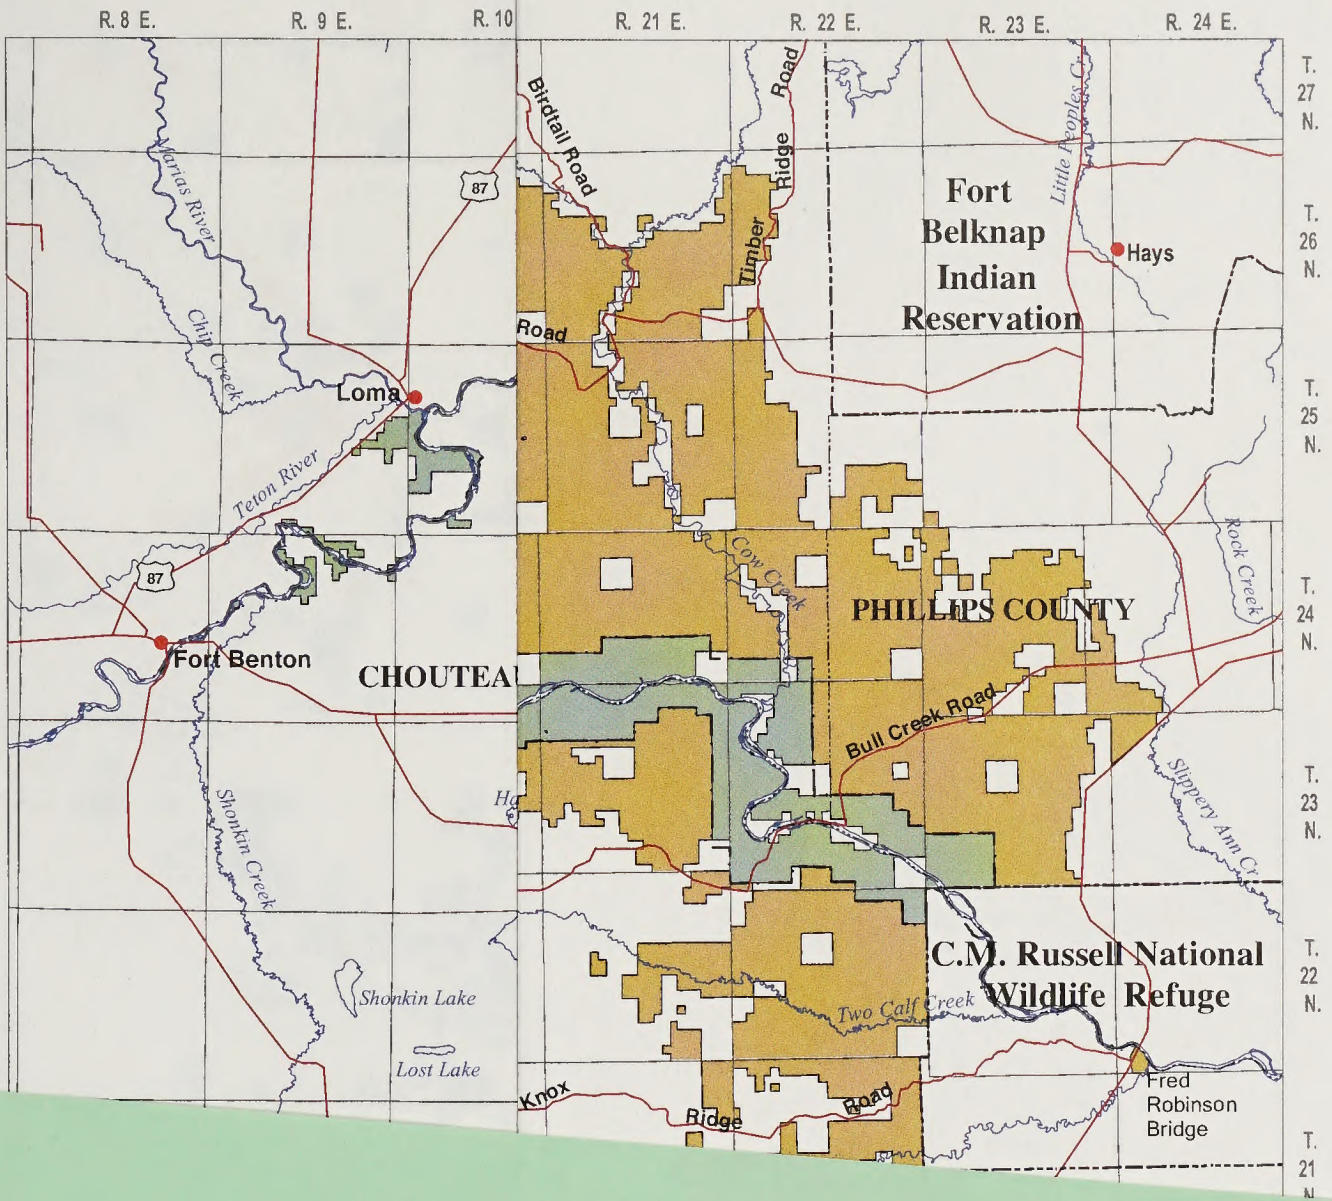 R. 8 E.
R. 9 E.
R. 10
R. 21 E.
R. 22 E.
R. 23 E.
R. 24 E.
T.
27
N.
T.
26
N.
T.
25
N.
T.
24
N.
T.
23
N.
T.
22
N.
T.
21
N
Marias River
Chip Creek
87
Loma
Teton River
87
Fort Benton
CHOUTEAU
Shonkin Creek
Shonkin Lake
Lost Lake
Ha
Birdtail Road
Road
Timber Ridge Road
Little Peoples C
Fort
Belknap
Indian
Reservation
Hays
Rock Creek
Cow Creek
PHILLIPS COUNTY
Bull Creek Road
Slippery Ann Cr.
C.M. Russell National
Wildlife Refuge
Two Calf Creek
Knox Ridge Road
Fred
Robinson
Bridge